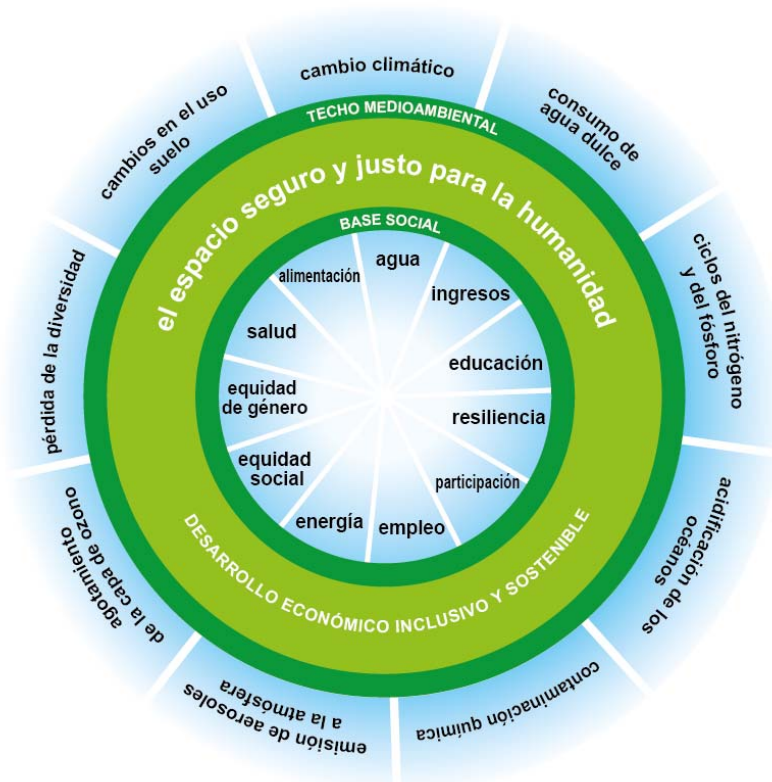 cambio climático
consumo de
agua dulce
ciclos del nitrógeno
y del fósforo
acidificación de los
océanos
contaminación química
emisión de aerosoles
a la atmósfera
agotamiento
de la capa de ozono
pérdida de la diversidad
cambios en el uso
suelo
TECHO MEDIOAMBIENTAL
el espacio seguro y justo para la humanidad
BASE SOCIAL
agua
ingresos
educación
resiliencia
participación
empleo
energía
equidad
social
equidad
de género
salud
alimentación
DESARROLLO ECONÓMICO INCLUSIVO Y SOSTENIBLE